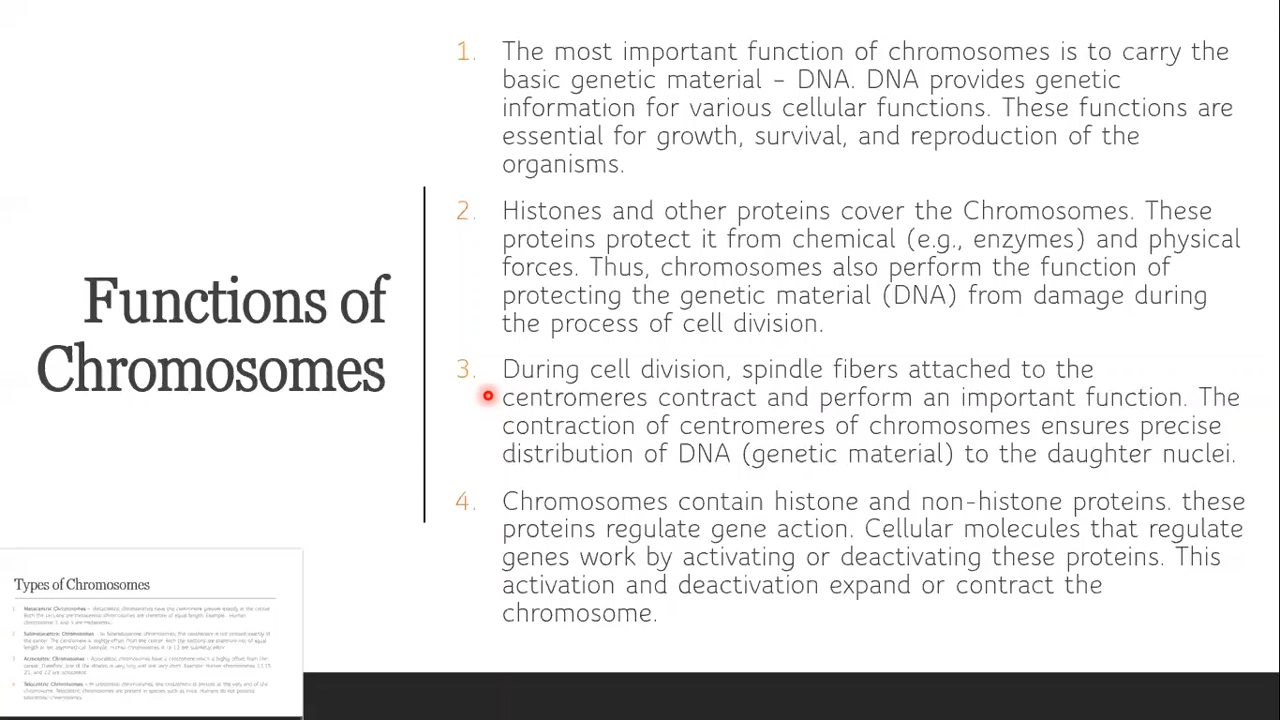 Functions of
Chromosomes
1. The most important function of chromosomes is to carry the
basic genetic material – DNA. DNA provides genetic
information for various cellular functions. These functions are
essential for growth, survival, and reproduction of the
organisms.
2. Histones and other proteins cover the Chromosomes. These
proteins protect it from chemical (e.g., enzymes) and physical
forces. Thus, chromosomes also perform the function of
protecting the genetic material (DNA) from damage during
the process of cell division.
3. During cell division, spindle fibers attached to the
centromeres contract and perform an important function. The
contraction of centromeres of chromosomes ensures precise
distribution of DNA (genetic material) to the daughter nuclei.
4. Chromosomes contain histone and non-histone proteins. these
proteins regulate gene action. Cellular molecules that regulate
genes work by activating or deactivating these proteins. This
activation and deactivation expand or contract the
chromosome.
Types of Chromosomes